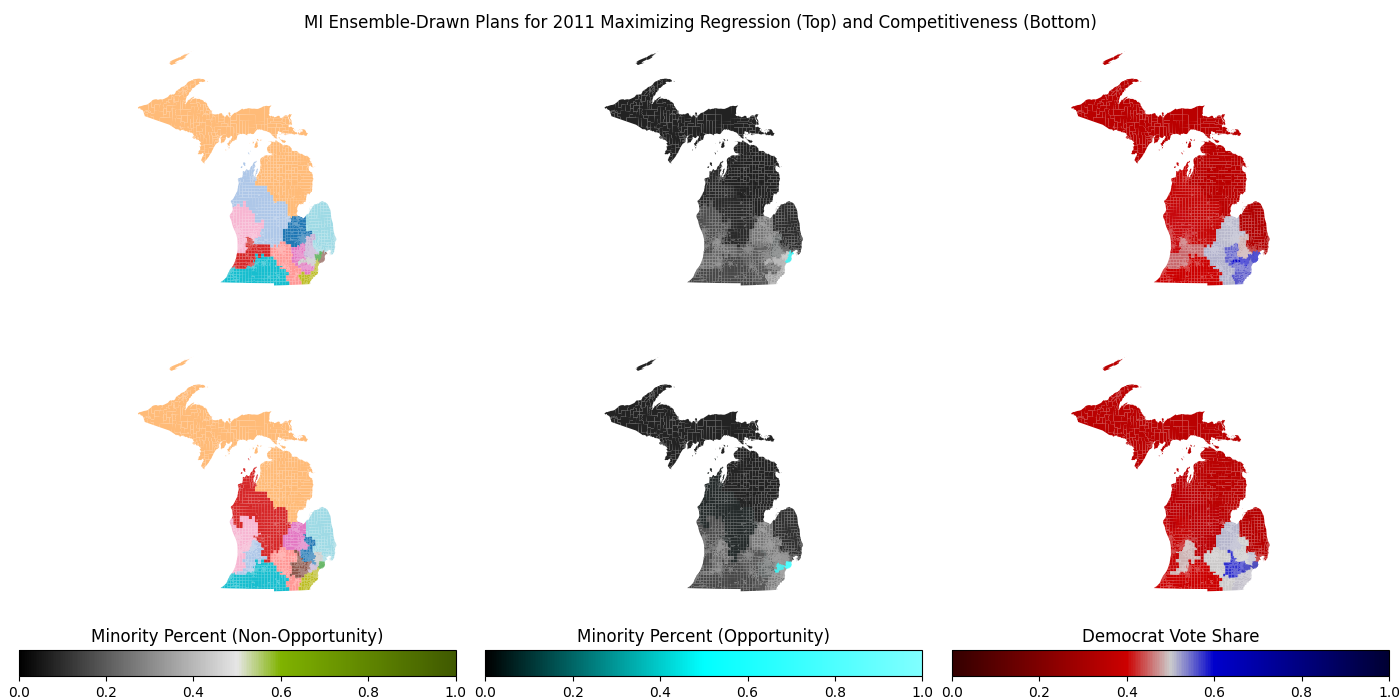 MI Ensemble-Drawn Plans for 2011 Maximizing Regression (Top) and Competitiveness (Bottom)
Minority Percent (Non-Opportunity)
Minority Percent (Opportunity)
Democrat Vote Share
0.0 0.2 0.4 0.6 0.8 1.0
0.0 0.2 0.4 0.6 0.8 1.0
0.0 0.2 0.4 0.6 0.8 1.0